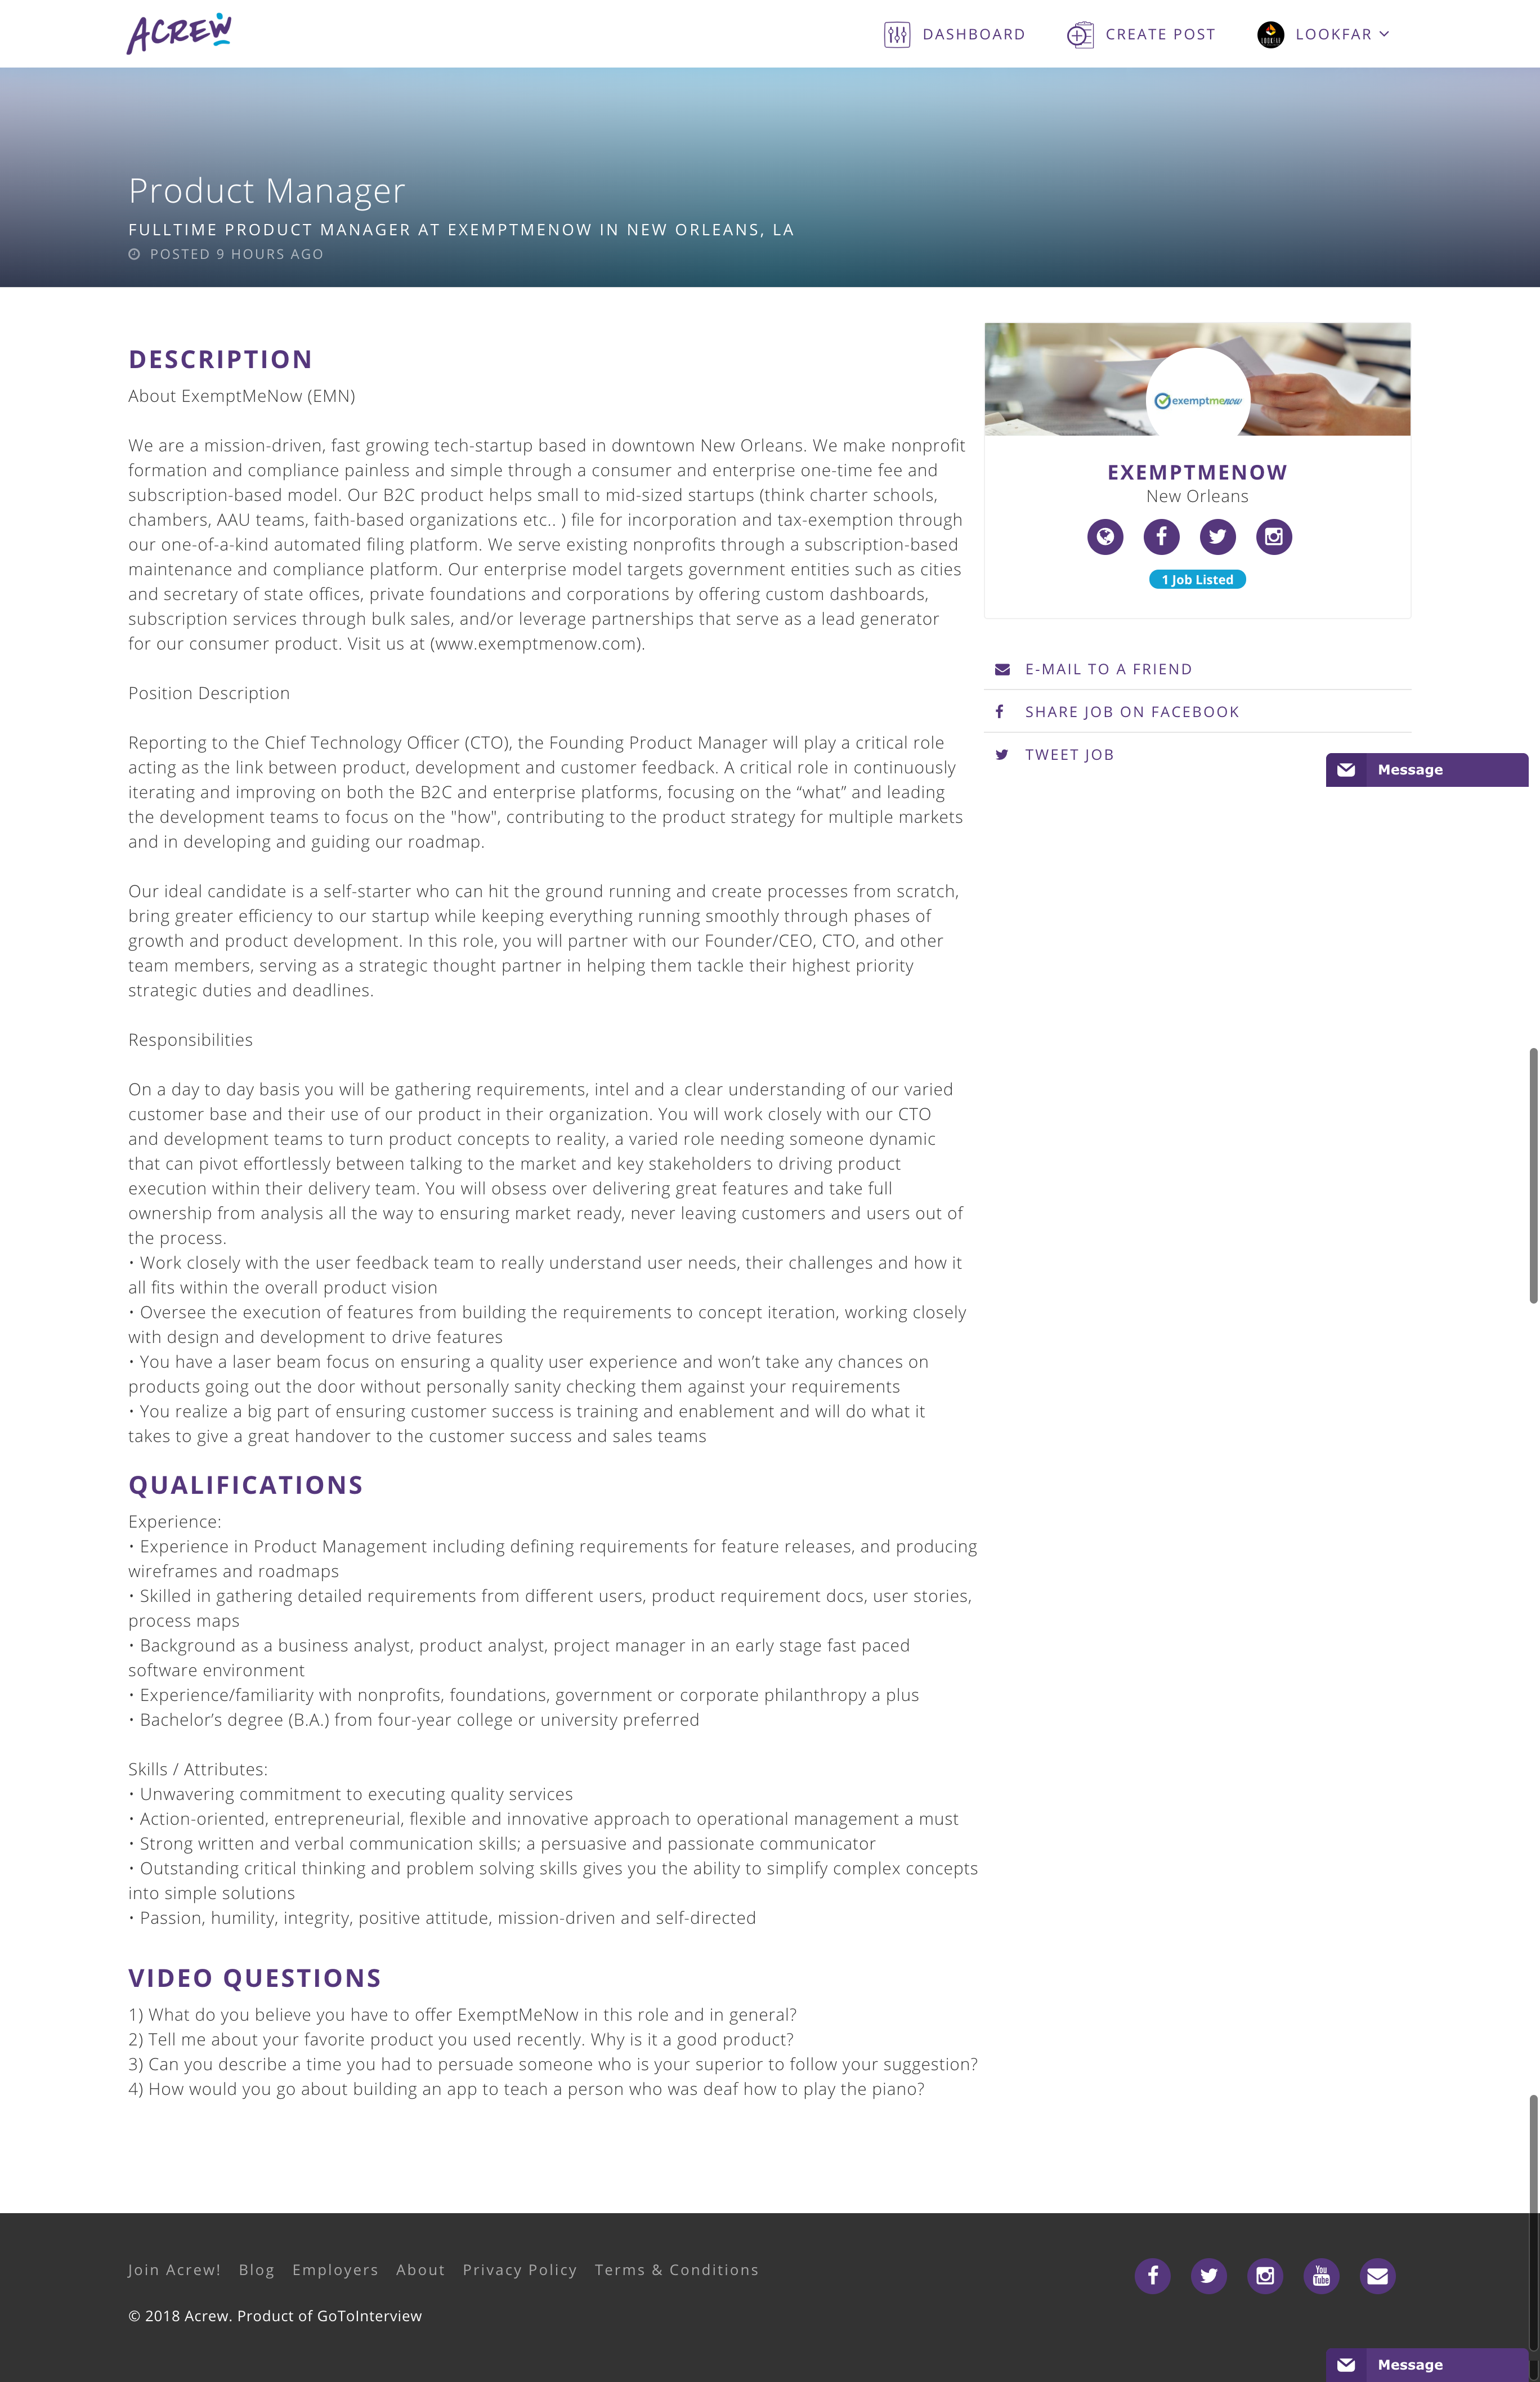 ACREW
DASHBOARD
CREATE POST
LOOKFAR
Product Manager
FULLTIME PRODUCT MANAGER AT EXEMPTMENOW IN NEW ORLEANS, LA
POSTED 9 HOURS AGO
DESCRIPTION
About ExemptMeNow (EMN)
We are a mission-driven, fast growing tech-startup based in downtown New Orleans. We make nonprofit
formation and compliance painless and simple through a consumer and enterprise one-time fee and
subscription-based model. Our B2C product helps small to mid-sized startups (think charter schools,
chambers, AAU teams, faith-based organizations etc.. ) file for incorporation and tax-exemption through
our one-of-a-kind automated filing platform. We serve existing nonprofits through a subscription-based
maintenance and compliance platform. Our enterprise model targets government entities such as cities
and secretary of state offices, private foundations and corporations by offering custom dashboards,
subscription services through bulk sales, and/or leverage partnerships that serve as a lead generator
for our consumer product. Visit us at (www.exemptmenow.com).
Position Description
Reporting to the Chief Technology Officer (CTO), the Founding Product Manager will play a critical role
acting as the link between product, development and customer feedback. A critical role in continuously
iterating and improving on both the B2C and enterprise platforms, focusing on the “what” and leading
the development teams to focus on the "how", contributing to the product strategy for multiple markets
and in developing and guiding our roadmap.
Our ideal candidate is a self-starter who can hit the ground running and create processes from scratch,
bring greater efficiency to our startup while keeping everything running smoothly through phases of
growth and product development. In this role, you will partner with our Founder/CEO, CTO, and other
team members, serving as a strategic thought partner in helping them tackle their highest priority
strategic duties and deadlines.
Responsibilities
On a day to day basis you will be gathering requirements, intel and a clear understanding of our varied
customer base and their use of our product in their organization. You will work closely with our CTO
and development teams to turn product concepts to reality, a varied role needing someone dynamic
that can pivot effortlessly between talking to the market and key stakeholders to driving product
execution within their delivery team. You will obsess over delivering great features and take full
ownership from analysis all the way to ensuring market ready, never leaving customers and users out of
the process.
• Work closely with the user feedback team to really understand user needs, their challenges and how it
all fits within the overall product vision
• Oversee the execution of features from building the requirements to concept iteration, working closely
with design and development to drive features
• You have a laser beam focus on ensuring a quality user experience and won’t take any chances on
products going out the door without personally sanity checking them against your requirements
• You realize a big part of ensuring customer success is training and enablement and will do what it
takes to give a great handover to the customer success and sales teams
QUALIFICATIONS
Experience:
• Experience in Product Management including defining requirements for feature releases, and producing
wireframes and roadmaps
• Skilled in gathering detailed requirements from different users, product requirement docs, user stories,
process maps
• Background as a business analyst, product analyst, project manager in an early stage fast paced
software environment
• Experience/familiarity with nonprofits, foundations, government or corporate philanthropy a plus
• Bachelor’s degree (B.A.) from four-year college or university preferred
Skills / Attributes:
• Unwavering commitment to executing quality services
• Action-oriented, entrepreneurial, flexible and innovative approach to operational management a must
• Strong written and verbal communication skills; a persuasive and passionate communicator
• Outstanding critical thinking and problem solving skills gives you the ability to simplify complex concepts
into simple solutions
• Passion, humility, integrity, positive attitude, mission-driven and self-directed
VIDEO QUESTIONS
1) What do you believe you have to offer ExemptMeNow in this role and in general?
2) Tell me about your favorite product you used recently. Why is it a good product?
3) Can you describe a time you had to persuade someone who is your superior to follow your suggestion?
4) How would you go about building an app to teach a person who was deaf how to play the piano?
exemptmenow
EXEMPTMENOW
New Orleans
1 Job Listed
E-MAIL TO A FRIEND
SHARE JOB ON FACEBOOK
TWEET JOB
Message
Join Acrew! Blog Employers About Privacy Policy Terms & Conditions
You
Tube
© 2018 Acrew. Product of GoToInterview
Message